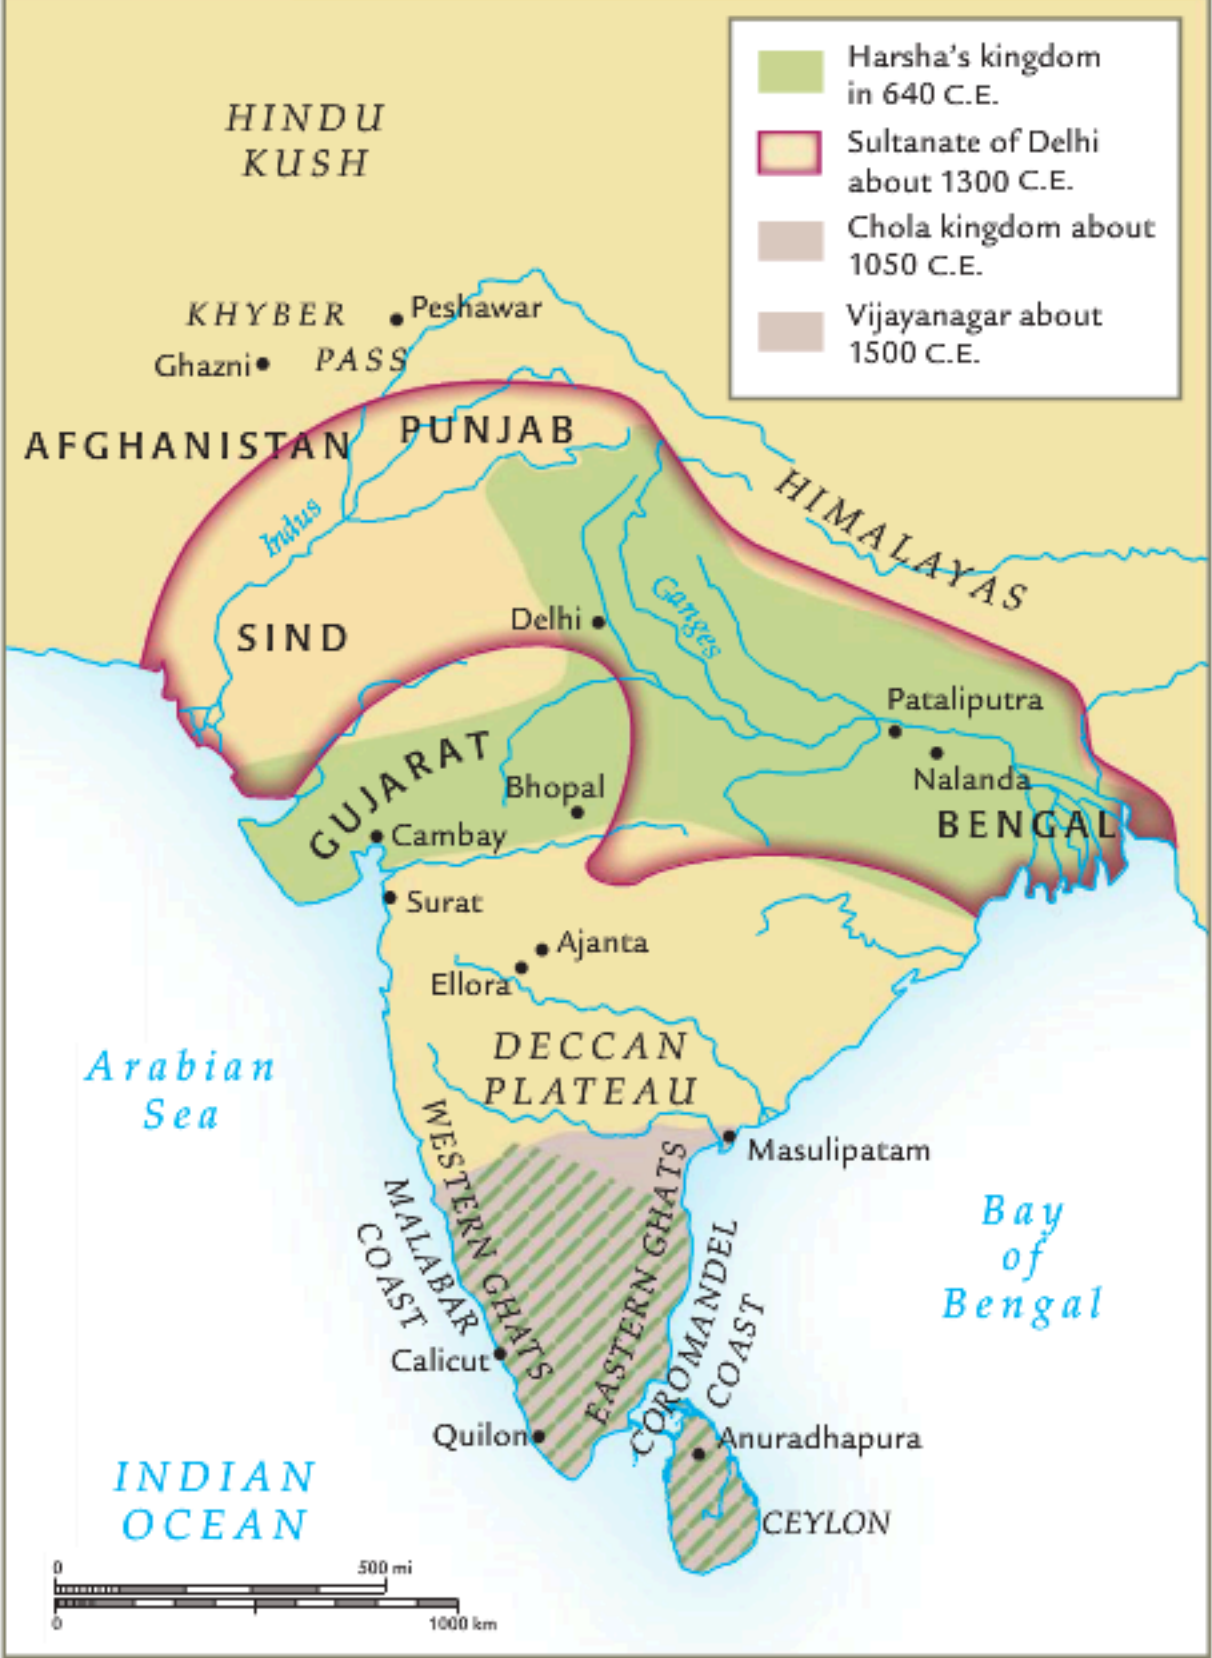 Harsha's kingdom
in 640 C.E.
Sultanate of Delhi
about 1300 C.E.
Chola kingdom about
1050 C.E.
Vijayanagar about
1500 C.E.
HINDU
KUSH
KHYBER
PASS
Peshawar
Ghazni
AFGHANISTAN
PUNJAB
Indus
HIMALAYAS
SIND
Delhi
Ganges
Pataliputra
Nalanda
BENGAL
GUJARAT
Bhopal
Cambay
Surat
Ajanta
Ellora
DECCAN
PLATEAU
Arabian
Sea
WESTERN GHATS
EASTERN GHATS
Masulipatam
MALABAR
COAST
COROMANDEL
COAST
Bay
of
Bengal
Calicut
Quilon
Anuradhapura
CEYLON
INDIAN
OCEAN
0 500 mi
0 1000 km